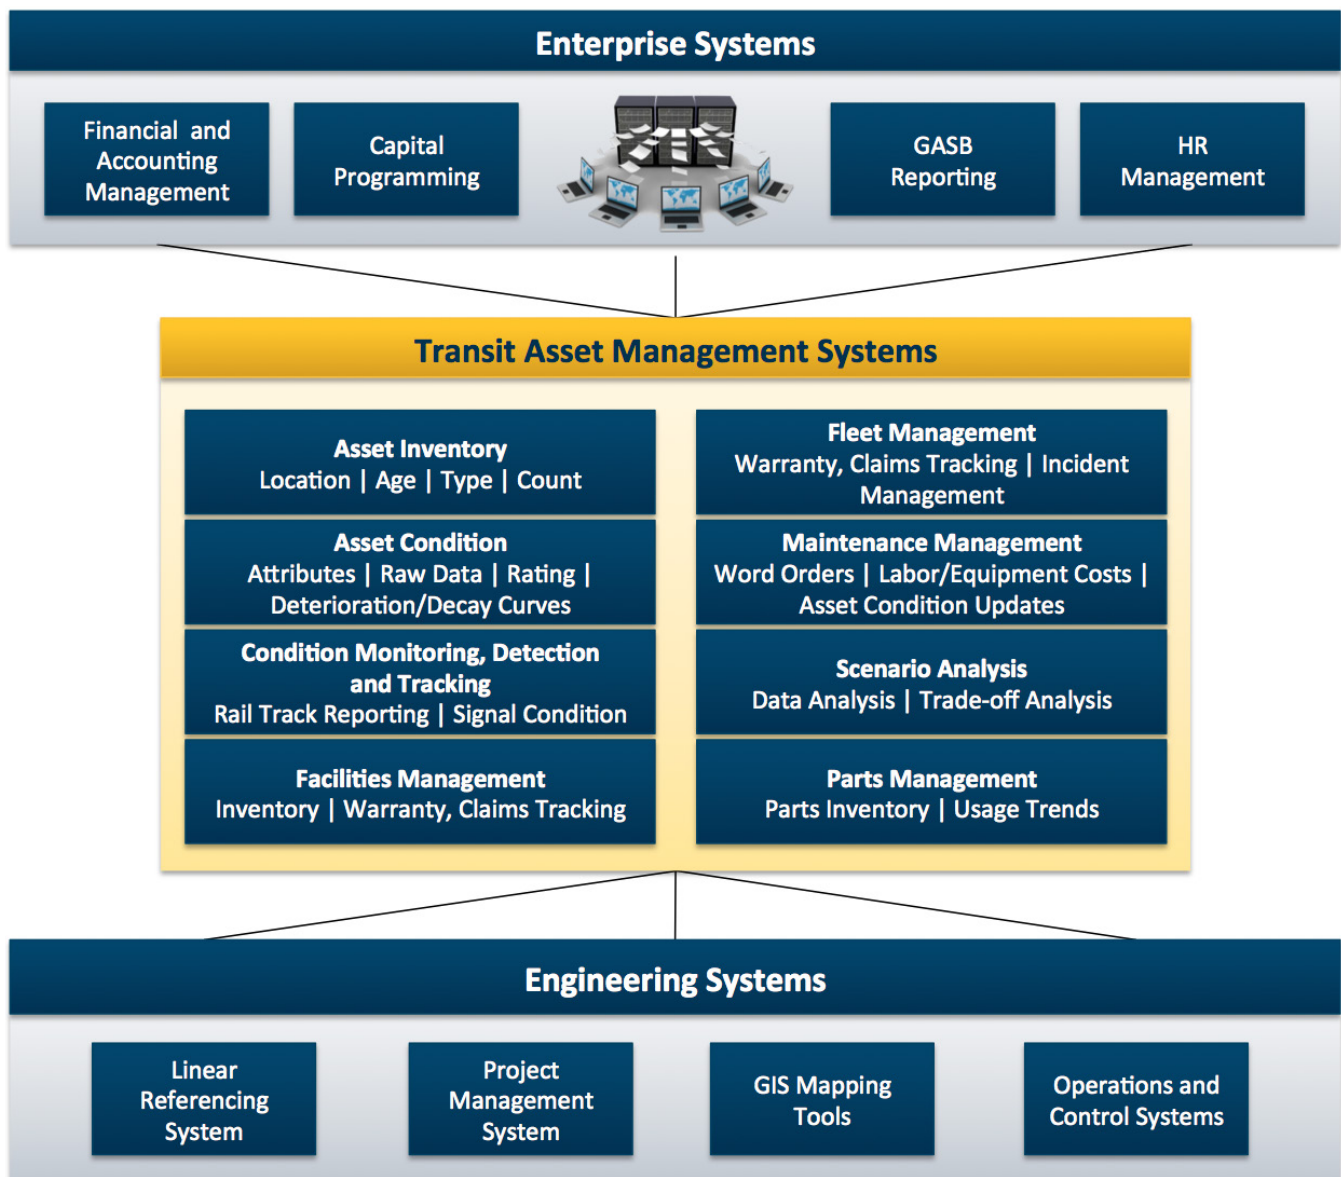 Enterprise Systems
Financial and
Accounting
Management
Capital
Programming
GASB
Reporting
HR
Management
Transit Asset Management Systems
Asset Inventory
Location | Age | Type | Count
Fleet Management
Warranty, Claims Tracking | Incident
Management
Asset Condition
Attributes | Raw Data | Rating |
Deterioration/Decay Curves
Maintenance Management
Word Orders | Labor/Equipment Costs |
Asset Condition Updates
Condition Monitoring, Detection
and Tracking
Rail Track Reporting | Signal Condition
Scenario Analysis
Data Analysis | Trade-off Analysis
Facilities Management
Inventory | Warranty, Claims Tracking
Parts Management
Parts Inventory | Usage Trends
Engineering Systems
Linear
Referencing
System
Project
Management
System
GIS Mapping
Tools
Operations and
Control Systems